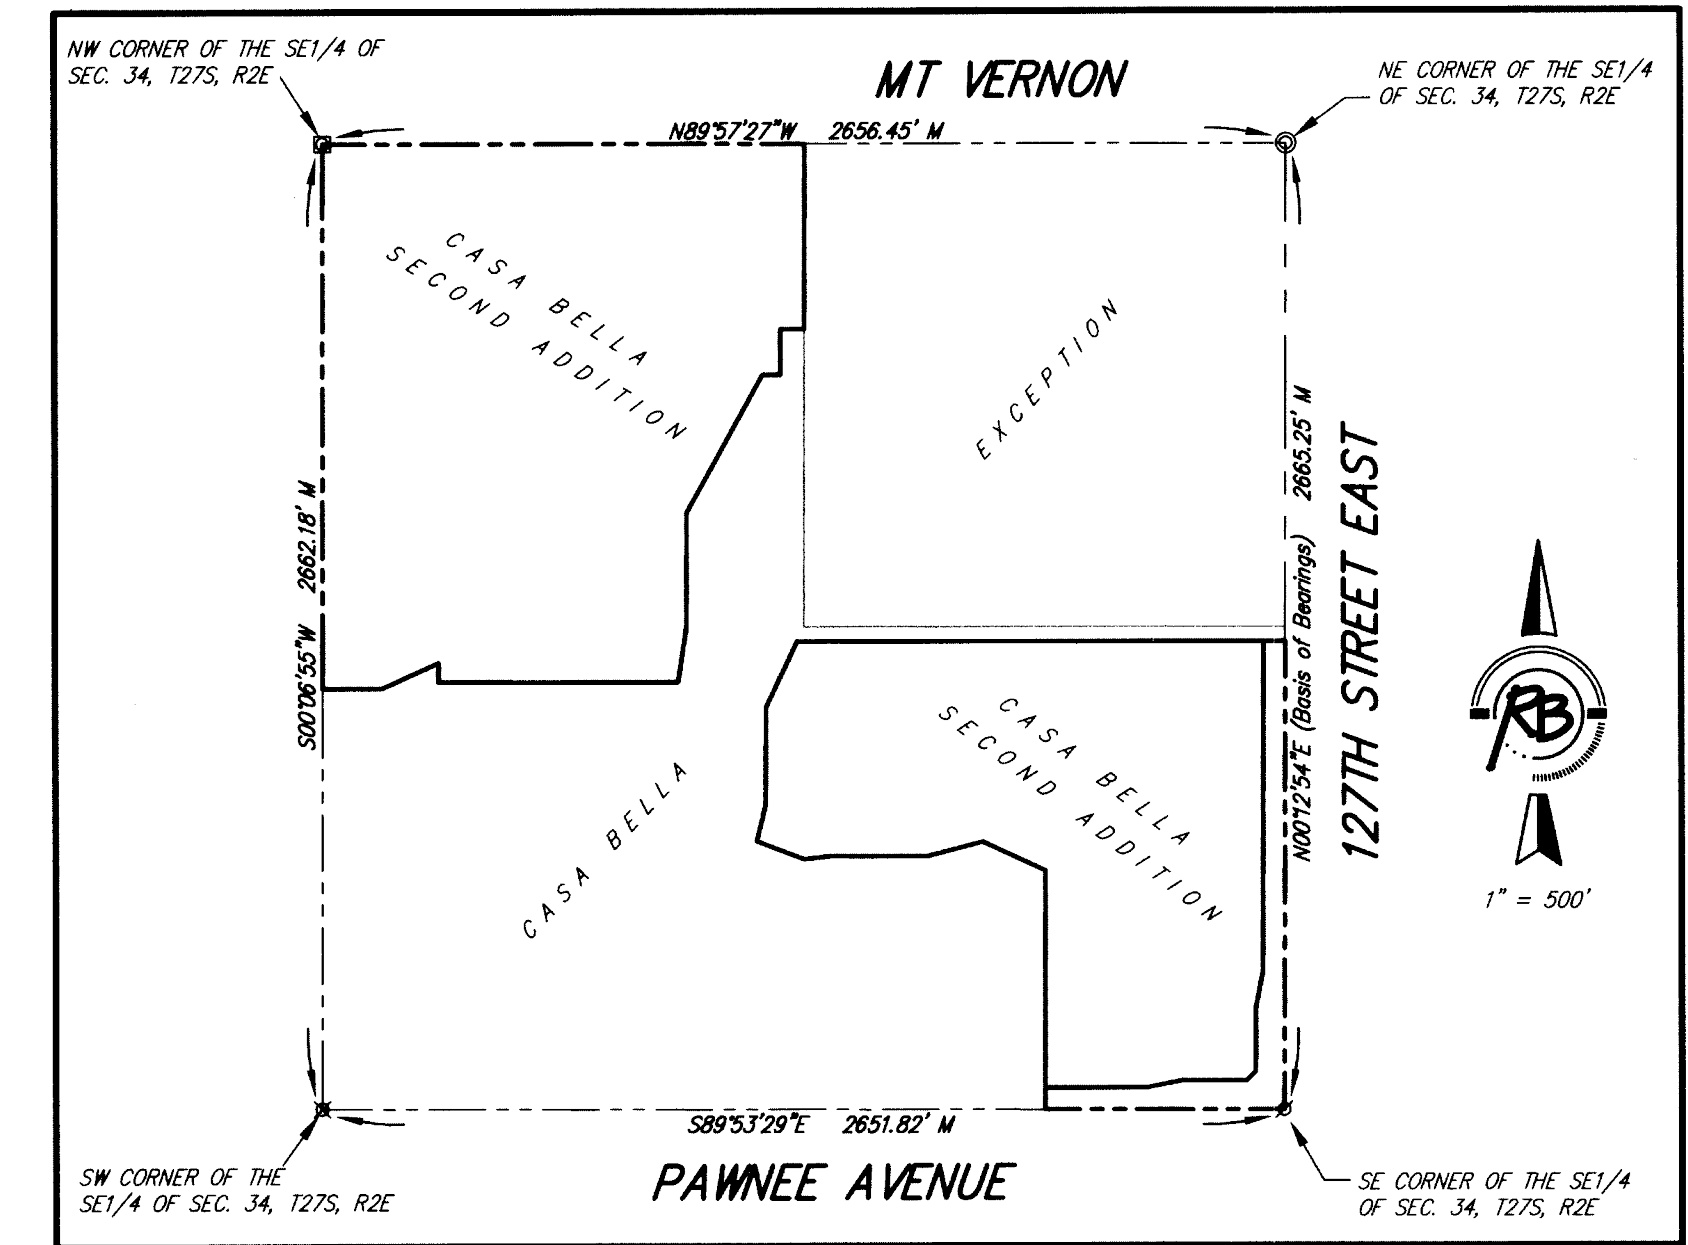 NW CORNER OF THE SE1/4 OF
SEC. 34, T27S, R2E
MT VERNON
NE CORNER OF THE SE1/4
OF SEC. 34, T27S, R2E
N89°57'27"W 2656.45' M
CASA BELLA
SECOND ADDITION
EXCEPTION
S00°06'55"W 2662.18' M
N00°12'54"E (Basis of Bearings) 2665.25' M
127TH STREET EAST
CASA BELLA
SECOND ADDITION
CASA BELLA
RB
1" = 500'
S89°53'29"E 2651.82' M
PAWNEE AVENUE
SW CORNER OF THE
SE1/4 OF SEC. 34, T27S, R2E
SE CORNER OF THE SE1/4
OF SEC. 34, T27S, R2E